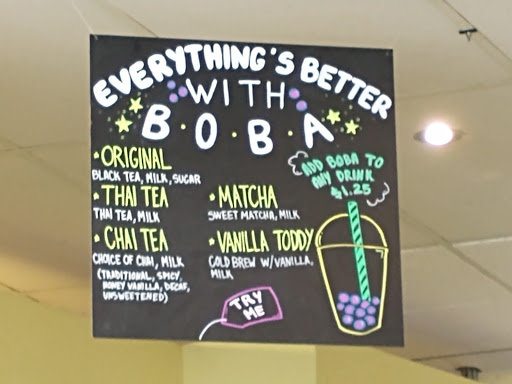 EVERYTHING'S BETTER
WITH
B·O·B·A
·ORIGINAL
BLACK TEA, MILK, SUGAR
·THAI TEA
THAI TEA, MILK
·CHAI TEA
CHOICE OF CHAI, MILK
(TRADITIONAL, SPICY,
HONEY VANILLA, DECAF,
UNSWEETENED)
·MATCHA
SWEET MATCHA, MILK
·VANILLA TODDY
COLD BREW W/VANILLA,
MILK
ADD BOBA TO
ANY DRINK
$1.25
TRY
ME